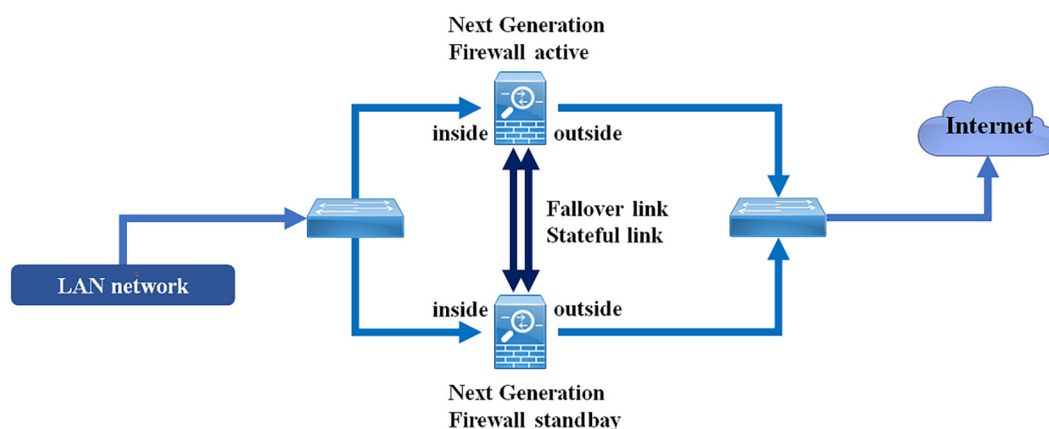 Next Generation
Firewall active
inside
outside
Internet
Fallover link
Stateful link
LAN network
inside
outside
Next Generation
Firewall standbay